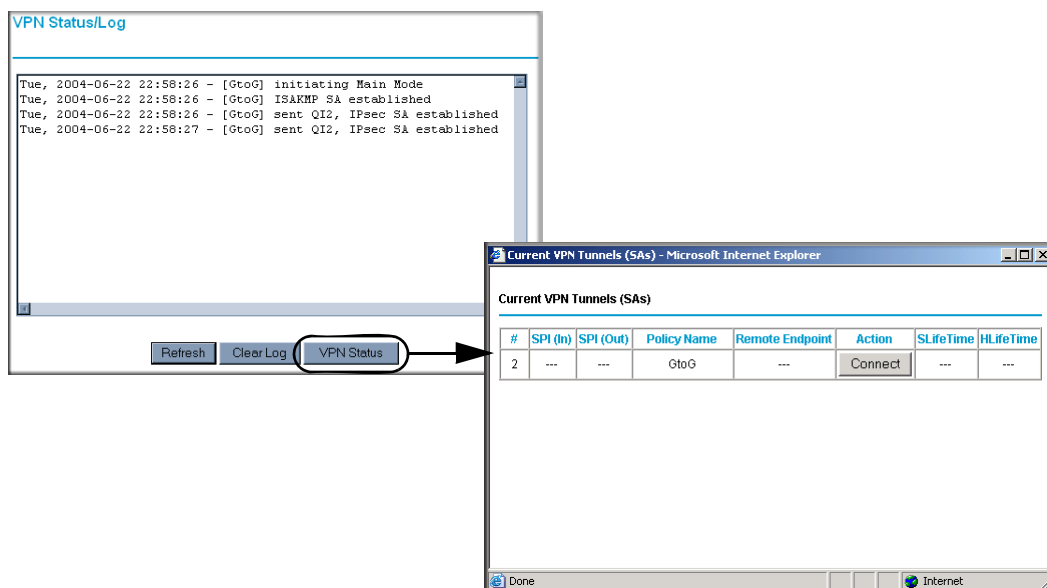 VPN Status/Log
Tue, 2004-06-22 22:58:26 - [GtoG] initiating Main Mode
Tue, 2004-06-22 22:58:26 - [GtoG] ISAKMP SA established
Tue, 2004-06-22 22:58:26 - [GtoG] sent QI2, IPsec SA established
Tue, 2004-06-22 22:58:27 - [GtoG] sent QI2, IPsec SA established
Refresh Clear Log VPN Status
Current VPN Tunnels (SAs) - Microsoft Internet Explorer
Current VPN Tunnels (SAs)
# SPI (In) SPI (Out) Policy Name Remote Endpoint Action SLifeTime HLifeTime
2 --- --- GtoG --- Connect --- ---
Done Internet